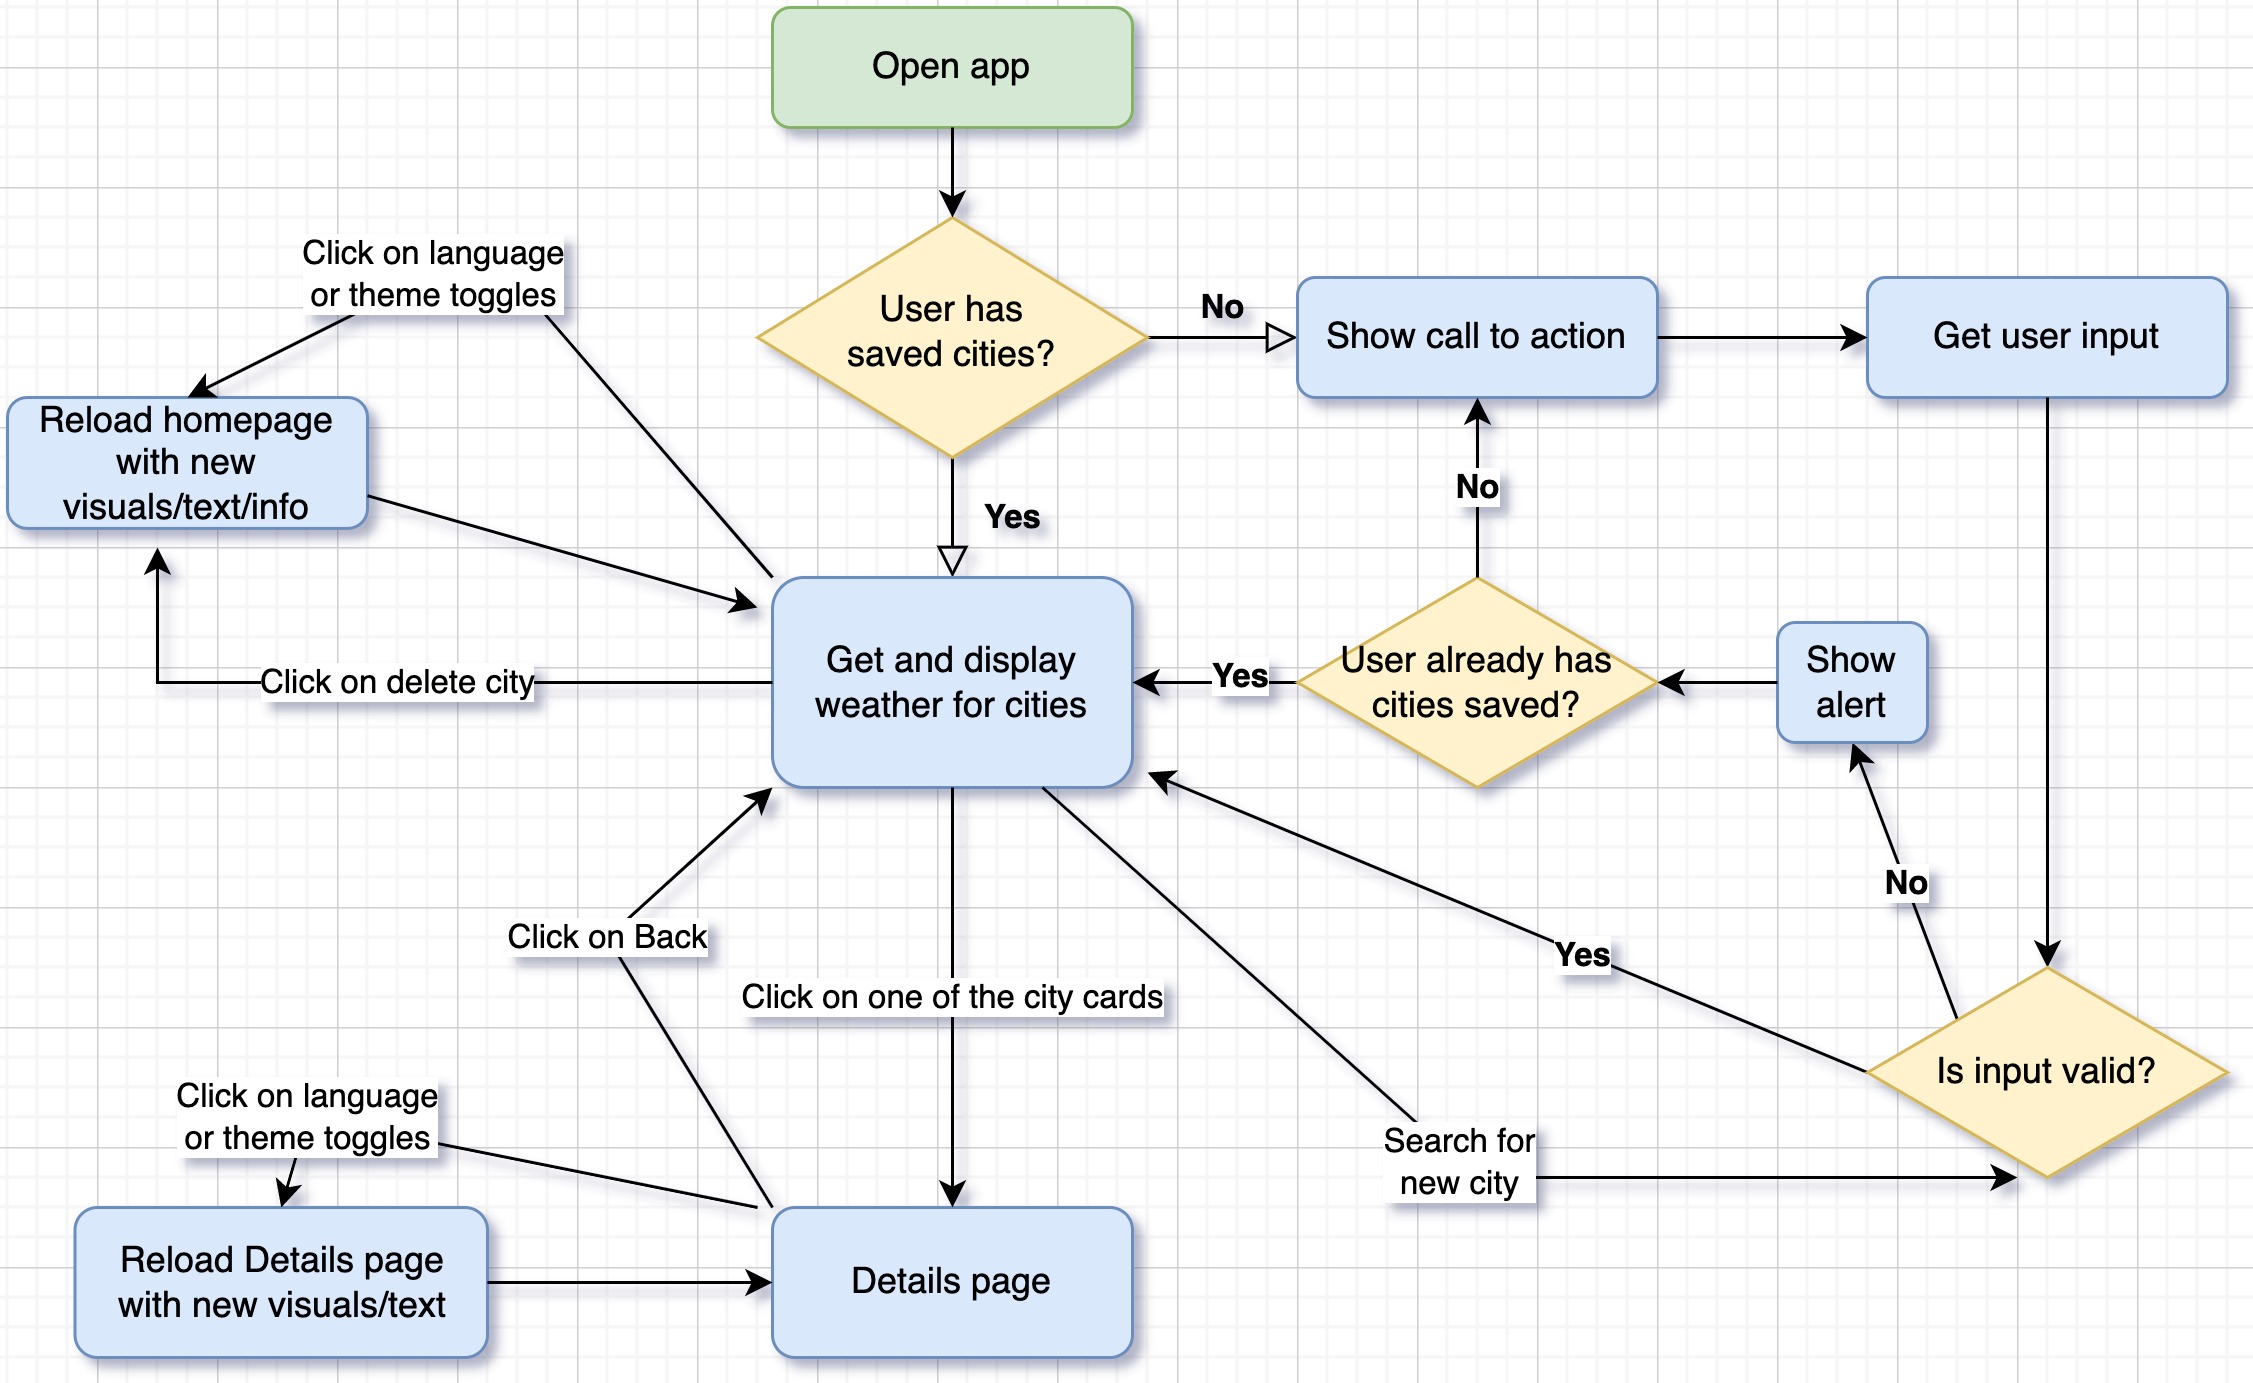 Open app
Click on language
or theme toggles
User has
saved cities?
No
Show call to action
Get user input
Reload homepage
with new
visuals/text/info
Yes
No
Get and display
weather for cities
Click on delete city
Yes
User already has
cities saved?
Show
alert
No
Click on Back
Yes
Click on one of the city cards
Is input valid?
Click on language
or theme toggles
Search for
new city
Reload Details page
with new visuals/text
Details page